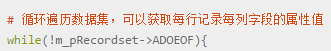 # 循环遍历数据集，可以获取每行记录每列字段的属性值
while(!m_pRecordset->ADOEOF){